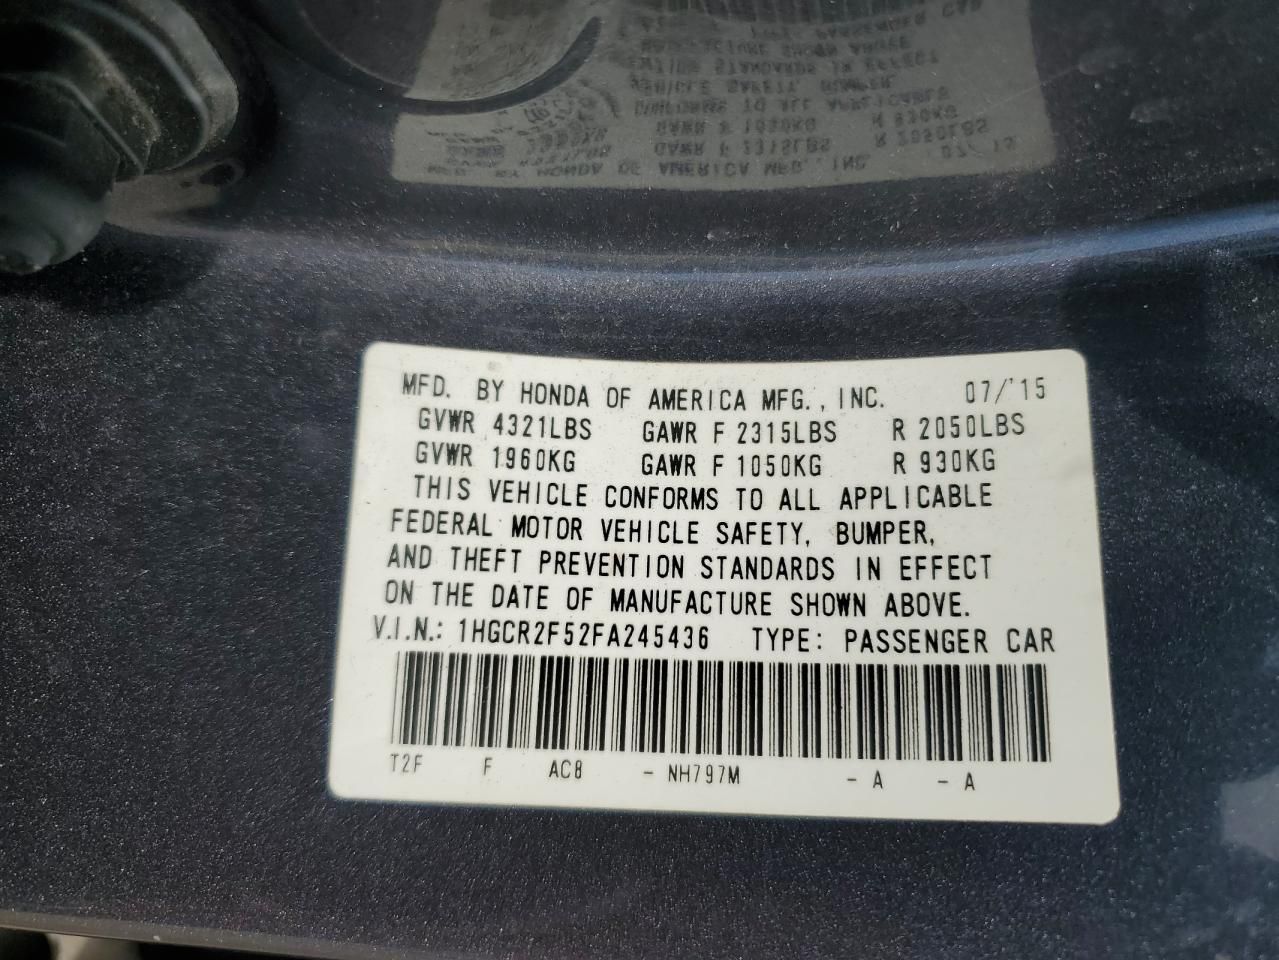 MFD. BY HONDA OF AMERICA MFG., INC. 07/'15
GVWR 4321LBS GAWR F 2315LBS R 2050LBS
GVWR 1960KG GAWR F 1050KG R 930KG
THIS VEHICLE CONFORMS TO ALL APPLICABLE
FEDERAL MOTOR VEHICLE SAFETY, BUMPER,
AND THEFT PREVENTION STANDARDS IN EFFECT
ON THE DATE OF MANUFACTURE SHOWN ABOVE.
V.I.N.: 1HGCR2F52FA245436 TYPE: PASSENGER CAR
T2F F AC8 - NH797M - A - A